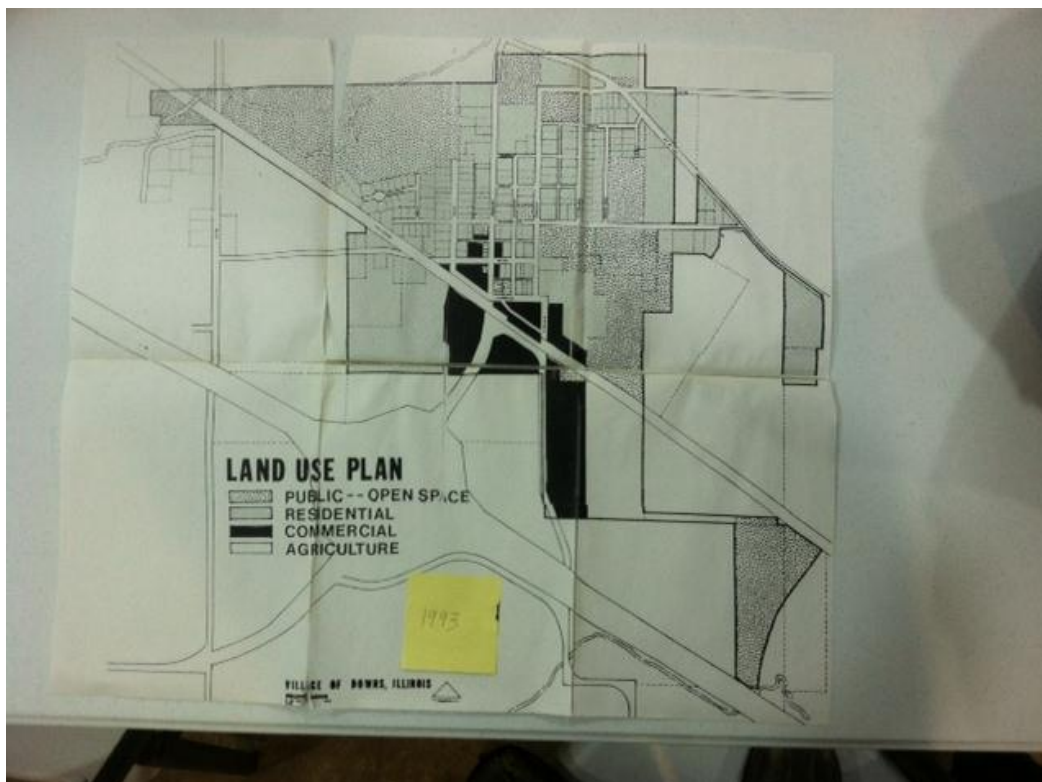 LAND USE PLAN
PUBLIC -- OPEN SPACE
RESIDENTIAL
COMMERCIAL
AGRICULTURE
1993
VILLAGE OF DOWNS, ILLINOIS